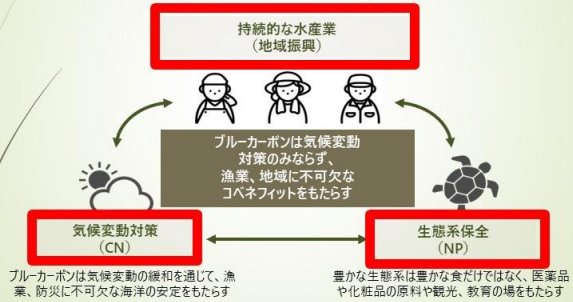 持続的な水産業
（地域振興）
ブルーカーボンは気候変動
対策のみならず、
漁業、地域に不可欠な
コベネフィットをもたらす
気候変動対策
（CN）
生態系保全
（NP）
ブルーカーボンは気候変動の緩和を通じて、漁
業、防災に不可欠な海洋の安定をもたらす
豊かな生態系は豊かな食だけではなく、医薬品
や化粧品の原料や観光、教育の場をもたらす